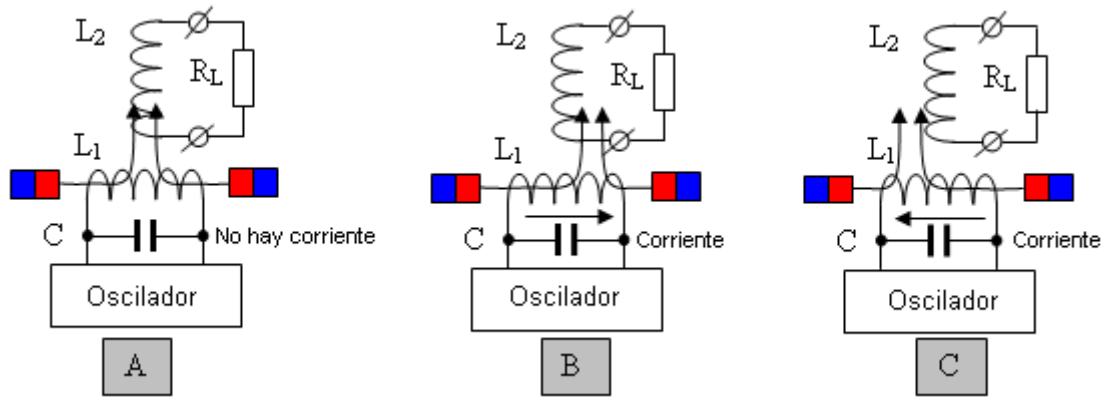 L2
RL
L1
C
No hay corriente
Oscilador
A
L2
RL
L1
C
Corriente
Oscilador
B
L2
RL
L1
C
Corriente
Oscilador
C